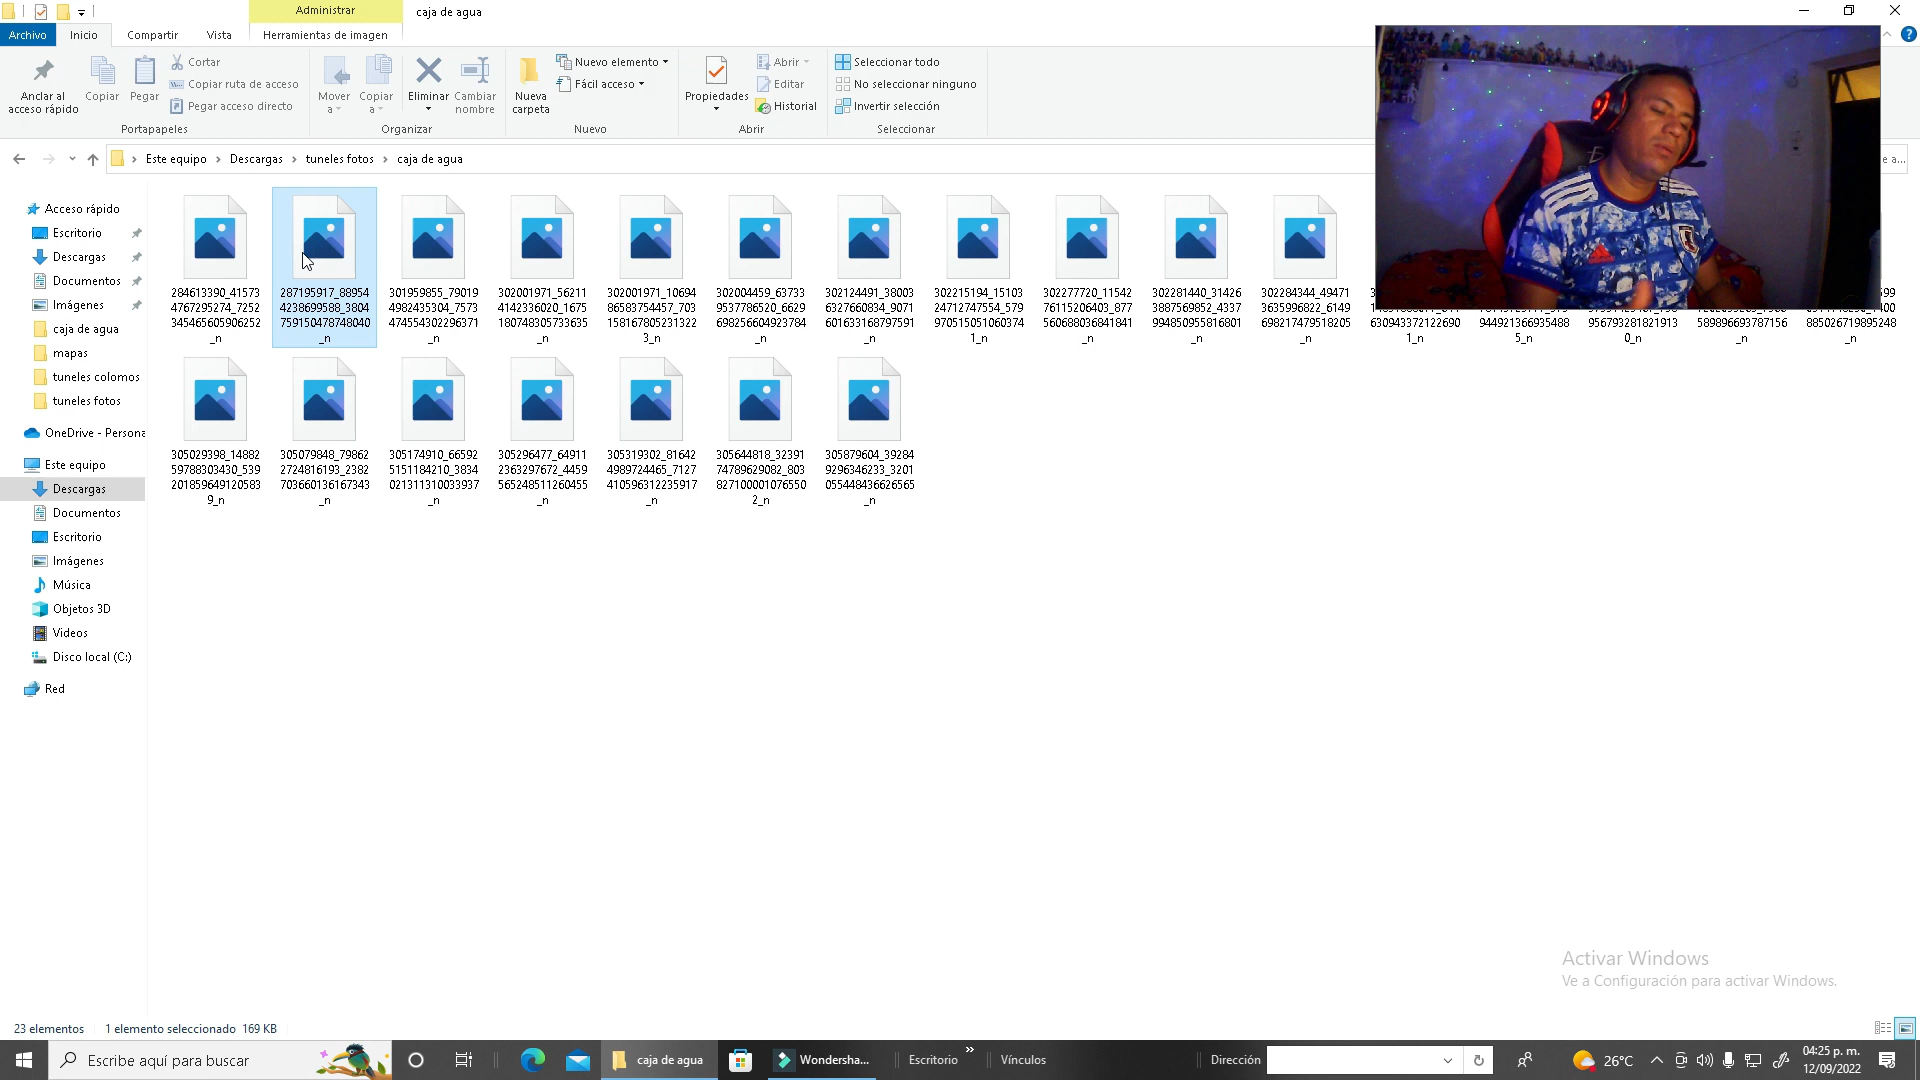 Administrar
caja de agua
Archivo
Inicio
Compartir
Vista
Herramientas de imagen
Anclar al
acceso rápido
Copiar
Pegar
Cortar
Copiar ruta de acceso
Pegar acceso directo
Portapapeles
Mover
a
Copiar
a
Eliminar
Cambiar
nombre
Organizar
Nueva
carpeta
Nuevo elemento
Fácil acceso
Nuevo
Propiedades
Abrir
Editar
Historial
Abrir
Seleccionar todo
No seleccionar ninguno
Invertir selección
Seleccionar
Este equipo
Descargas
tuneles fotos
caja de agua
e a...
Acceso rápido
Escritorio
Descargas
Documentos
Imágenes
caja de agua
mapas
tuneles colomos
tuneles fotos
OneDrive - Persona
Este equipo
Descargas
Documentos
Escritorio
Imágenes
Música
Objetos 3D
Videos
Disco local (C:)
Red
284613390_41573
4767295274_7252
345465605906252
_n
287195917_88954
4238699588_3804
759150478748040
_n
301959855_79019
4982435304_7573
474554302296371
_n
302001971_56211
4142336020_1675
180748305733635
_n
302001971_10694
86583754457_703
158167805231322
3_n
302004459_63733
9537786520_6629
698256604923784
_n
302124491_38003
6327660834_9071
601633168797591
_n
302215194_15103
24712747554_579
970515051060374
1_n
302277720_11542
76115206403_877
560688036841841
_n
302281440_31426
3887569852_4337
994850955816801
_n
302284344_49471
3635996822_6149
698217479518205
_n
630943372122690
1_n
944921366935488
5_n
956793281821913
0_n
589896693787156
_n
885026719895248
_n
305029398_14882
59788303430_539
201859649120583
9_n
305079848_79862
2724816193_2382
703660136167343
_n
305174910_66592
5151184210_3834
021311310033937
_n
305296477_64911
2363297672_4459
565248511260455
_n
305319302_81642
4989724465_7127
410596312235917
_n
305644818_32391
74789629082_803
827100001076550
2_n
305879604_39284
9296346233_3201
055448436626565
_n
Activar Windows
Ve a Configuración para activar Windows.
23 elementos
1 elemento seleccionado 169 KB
Escribe aquí para buscar
caja de agua
Wondersha...
Escritorio
Vínculos
Dirección
26°C
04:25 p. m.
12/09/2022